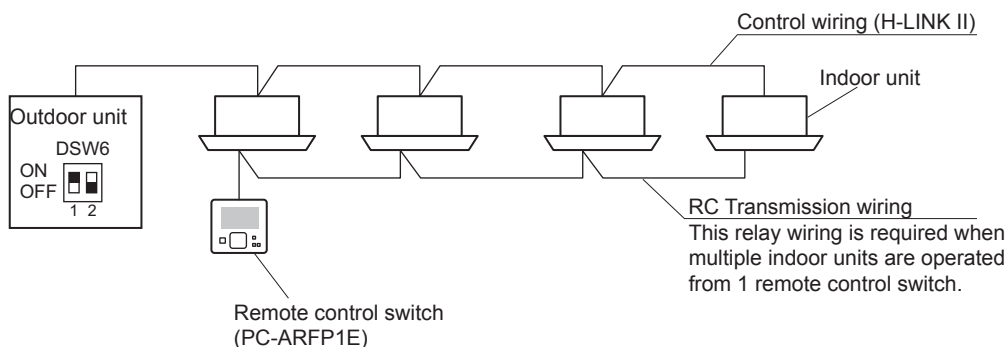 Control wiring (H-LINK II)
Indoor unit
Outdoor unit
DSW6
ON
OFF
1 2
RC Transmission wiring
This relay wiring is required when
multiple indoor units are operated
from 1 remote control switch.
Remote control switch
(PC-ARFP1E)